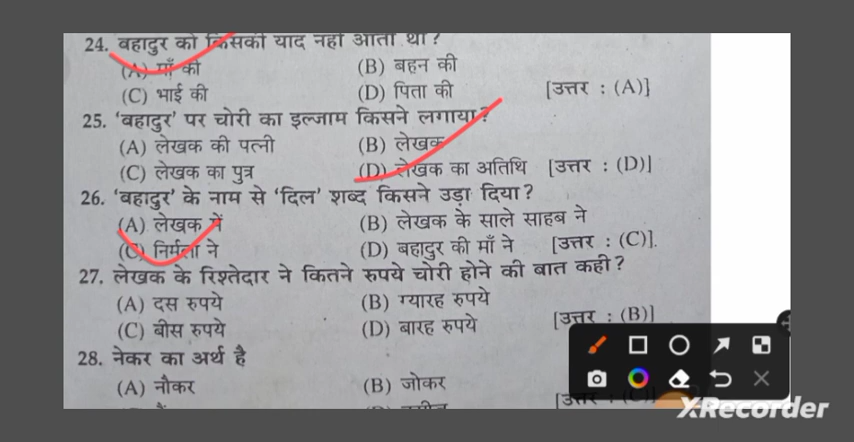 24. बहादुर को किसकी याद नहीं आती थी?
(A) माँ की (B) बहन की
(C) भाई की (D) पिता की [उत्तर : (A)]
25. 'बहादुर' पर चोरी का इल्जाम किसने लगाया?
(A) लेखक की पत्नी (B) लेखक
(C) लेखक का पुत्र (D) लेखक का अतिथि [उत्तर : (D)]
26. 'बहादुर' के नाम से 'दिल' शब्द किसने उड़ा दिया?
(A) लेखक में (B) लेखक के साले साहब ने
(C) निर्मला ने (D) बहादुर की माँ ने [उत्तर : (C)].
27. लेखक के रिश्तेदार ने कितने रुपये चोरी होने की बात कही?
(A) दस रुपये (B) ग्यारह रुपये
(C) बीस रुपये (D) बारह रुपये [उत्तर : (B)]
28. नेकर का अर्थ है
(A) नौकर (B) जोकर
XRecorder